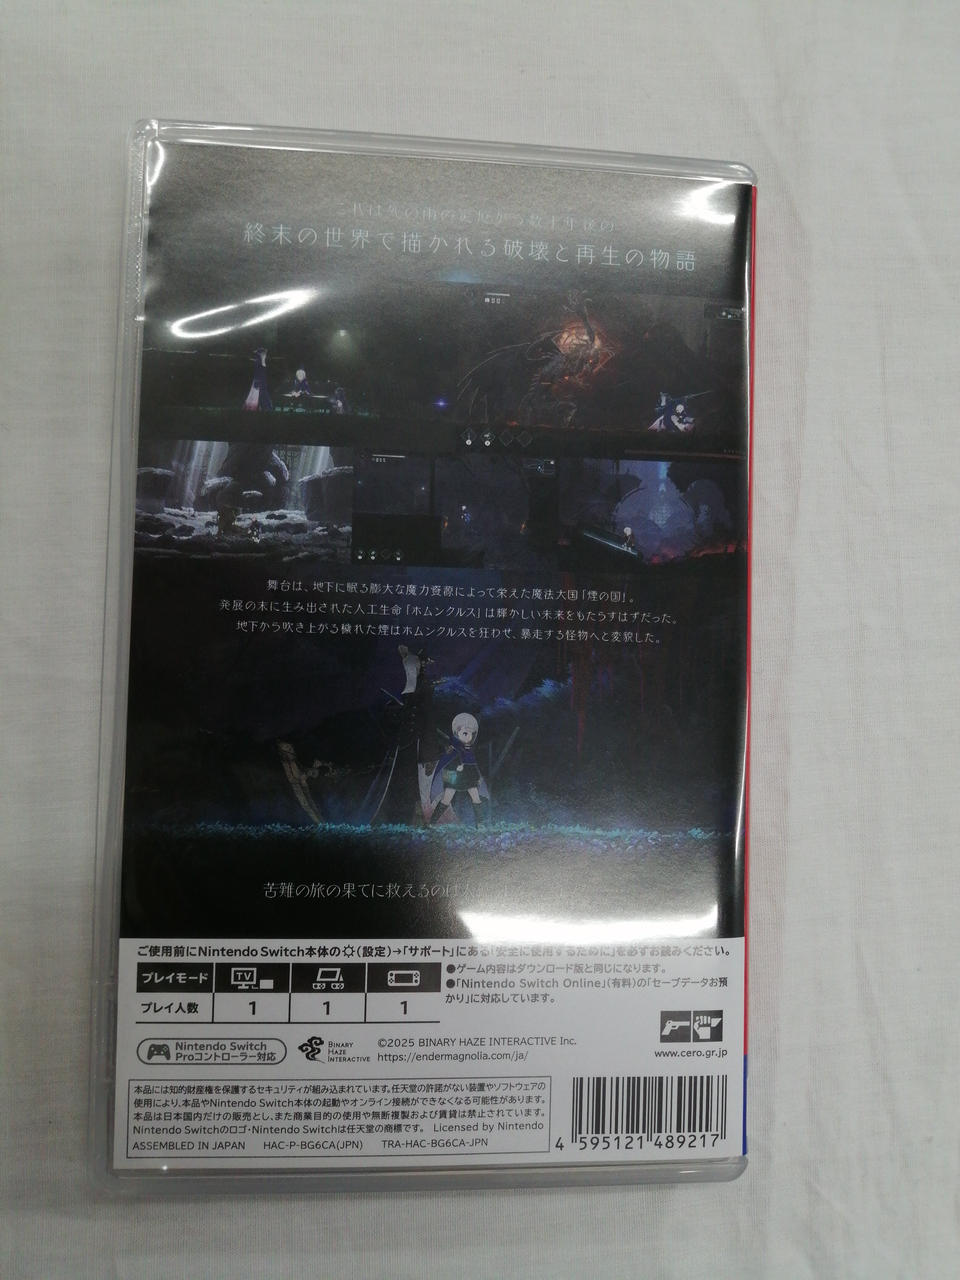 これは死の雨の災厄から数十年後の
終末の世界で描かれる破壊と再生の物語
舞台は、地下に眠る膨大な魔力資源によって栄えた魔法大国「煙の国」。
発展の末に生み出された人工生命「ホムンクルス」は輝かしい未来をもたらすはずだった。
地下から吹き上がる穢れた煙はホムンクルスを狂わせ、暴走する怪物へと変貌した。
苦難の旅の果てに救えるのは人
ご使用前にNintendo Switch本体の(設定)→「サポート」にある「安全に使用するために」を必ずお読みください。
プレイモード TV
プレイ人数 1 1 1
●ゲーム内容はダウンロード版と同じになります。
●「Nintendo Switch Online」(有料)の「セーブデータお預
かり」に対応しています。
Nintendo Switch
Proコントローラー対応
BINARY
HAZE
INTERACTIVE
©2025 BINARY HAZE INTERACTIVE Inc.
https://endermagnolia.com/ja/
www.cero.gr.jp
本品には知的財産権を保護するセキュリティが組み込まれています。任天堂の許諾がない装置やソフトウェアの
使用により、本品やNintendo Switch本体の起動やオンライン接続ができなくなる可能性があります。
本品は日本国内だけの販売とし、また商業目的の使用や無断複製および賃貸は禁止されています。
Nintendo Switchのロゴ・Nintendo Switchは任天堂の商標です。 Licensed by Nintendo
ASSEMBLED IN JAPAN HAC-P-BG6CA(JPN) TRA-HAC-BG6CA-JPN
4 595121 489217